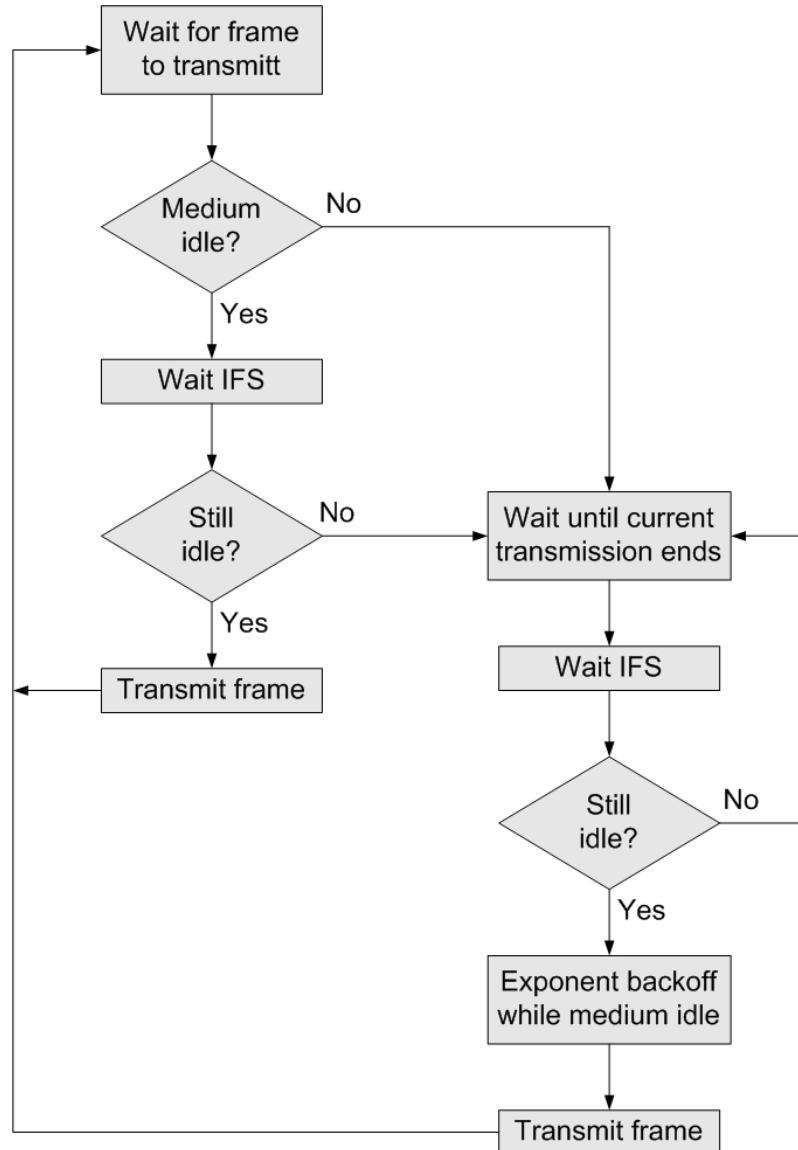 Wait for frame
to transmitt
Medium
idle?
No
Yes
Wait IFS
Still
idle?
No
Yes
Transmit frame
Wait until current
transmission ends
Wait IFS
Still
idle?
No
Yes
Exponent backoff
while medium idle
Transmit frame